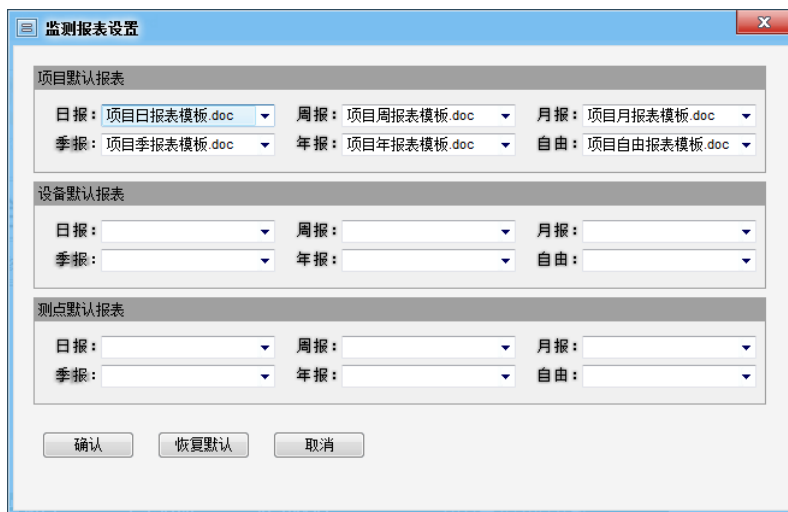 监测报表设置
项目默认报表
日报： 项目日报表模板.doc 周报： 项目周报表模板.doc 月报： 项目月报表模板.doc
季报： 项目季报表模板.doc 年报： 项目年报表模板.doc 自由： 项目自由报表模板.doc
设备默认报表
日报： 周报： 月报：
季报： 年报： 自由：
测点默认报表
日报： 周报： 月报：
季报： 年报： 自由：
确认 恢复默认 取消